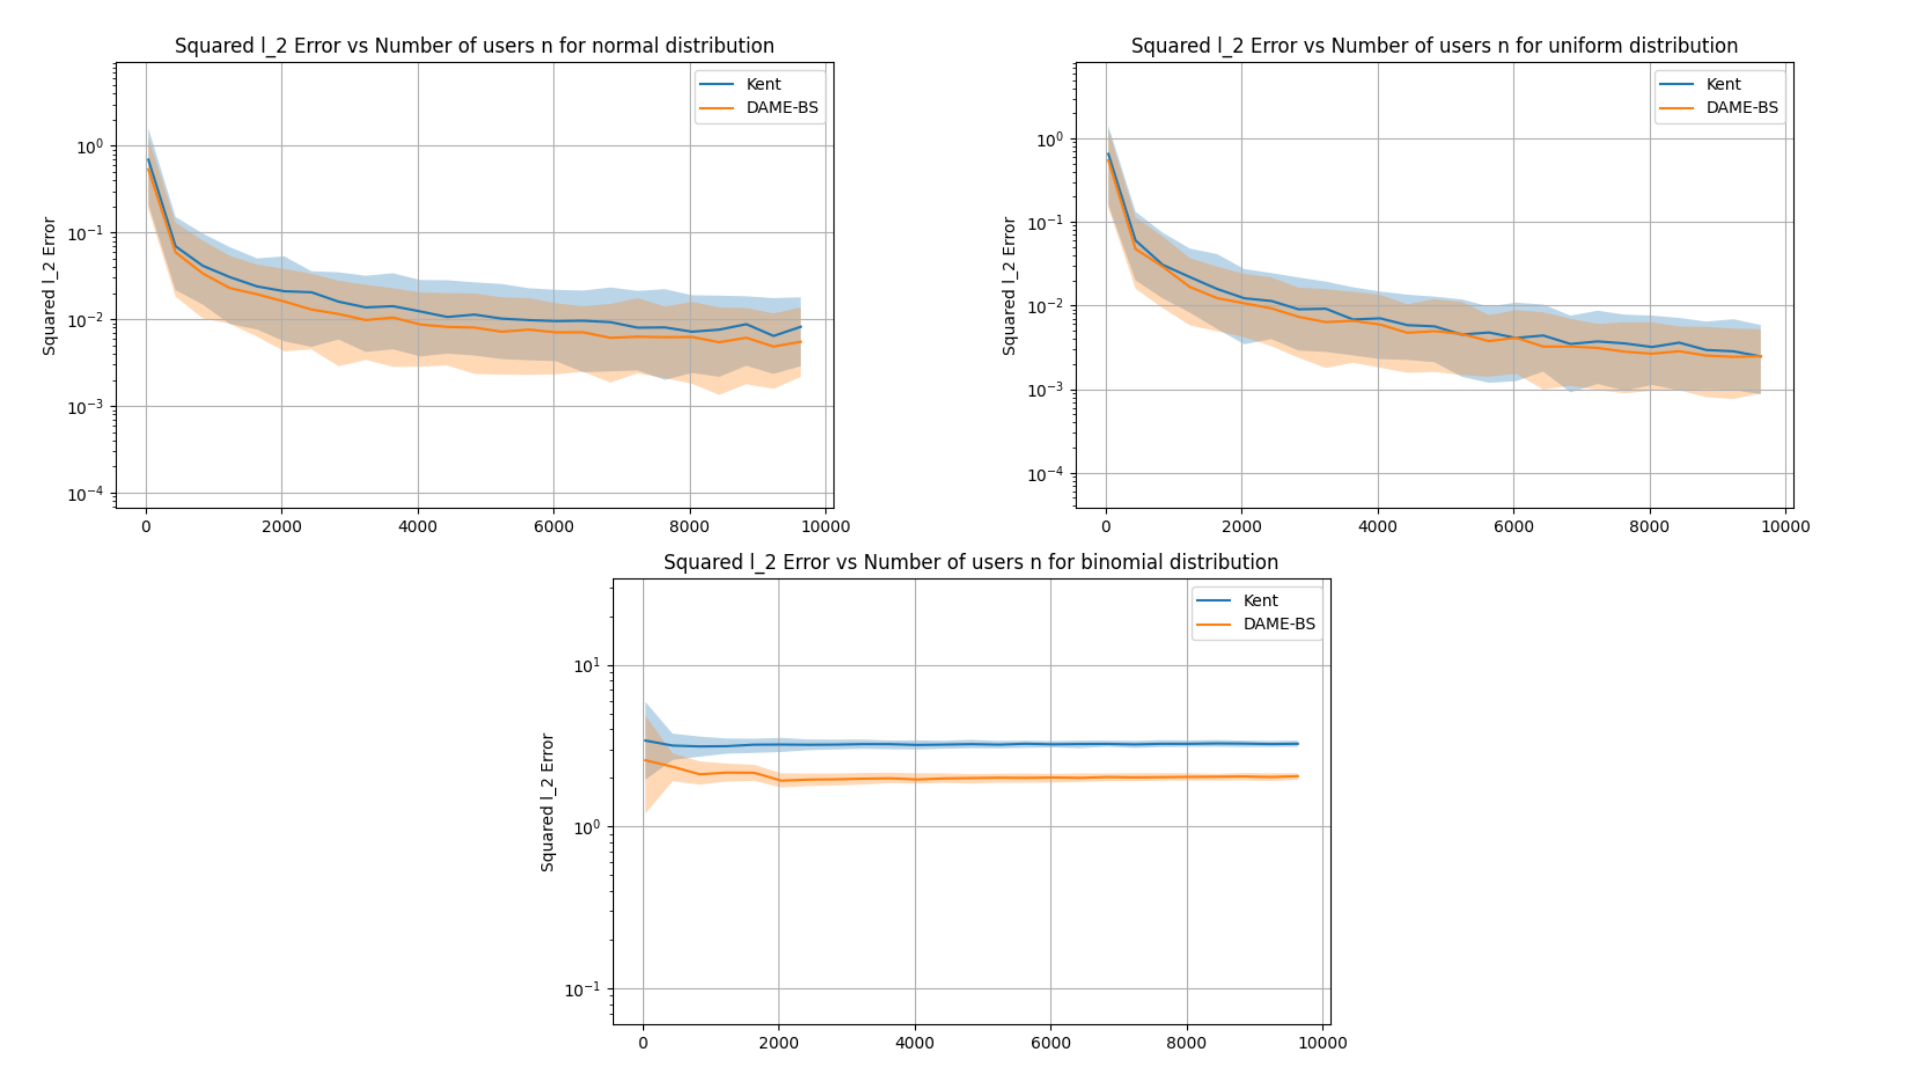 Squared l_2 Error vs Number of users n for normal distribution
Kent
DAME-BS
10^0
10^-1
10^-2
10^-3
10^-4
Squared l_2 Error
0 2000 4000 6000 8000 10000
Squared l_2 Error vs Number of users n for uniform distribution
Kent
DAME-BS
10^0
10^-1
10^-2
10^-3
10^-4
Squared l_2 Error
0 2000 4000 6000 8000 10000
Squared l_2 Error vs Number of users n for binomial distribution
Kent
DAME-BS
10^1
10^0
10^-1
Squared l_2 Error
0 2000 4000 6000 8000 10000